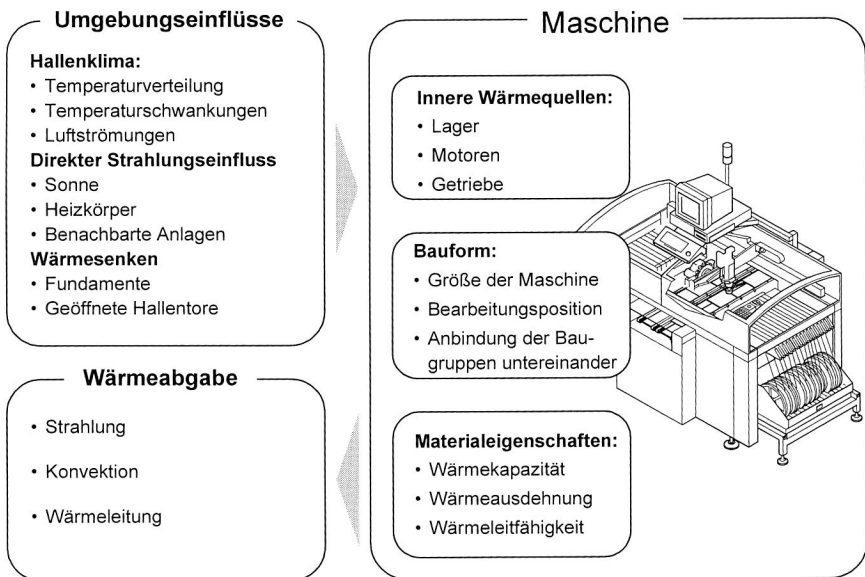 Umgebungseinflüsse
Hallenklima:
• Temperaturverteilung
• Temperaturschwankungen
• Luftströmungen
Direkter Strahlungseinfluss
• Sonne
• Heizkörper
• Benachbarte Anlagen
Wärmesenken
• Fundamente
• Geöffnete Hallentore
Wärmeabgabe
• Strahlung
• Konvektion
• Wärmeleitung
Maschine
Innere Wärmequellen:
• Lager
• Motoren
• Getriebe
Bauform:
• Größe der Maschine
• Bearbeitungsposition
• Anbindung der Bau-
gruppen untereinander
Materialeigenschaften:
• Wärmekapazität
• Wärmeausdehnung
• Wärmeleitfähigkeit